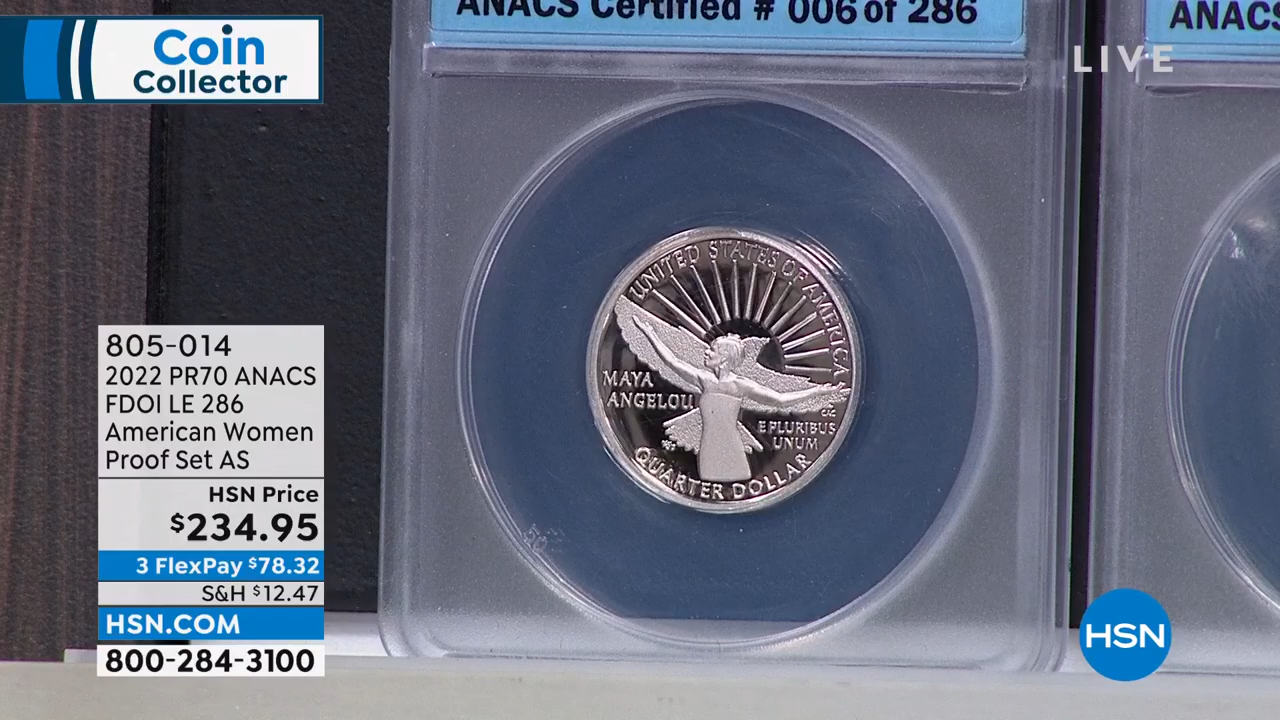 Coin
Collector
ANACS Certified # 006 of 286
ANACS
LIVE
UNITED STATES OF AMERICA
MAYA
ANGELOU
E PLURIBUS
UNUM
QUARTER DOLLAR
805-014
2022 PR70 ANACS
FDOI LE 286
American Women
Proof Set AS
HSN Price
$234.95
3 FlexPay $78.32
S&H $12.47
HSN.COM
800-284-3100
HSN